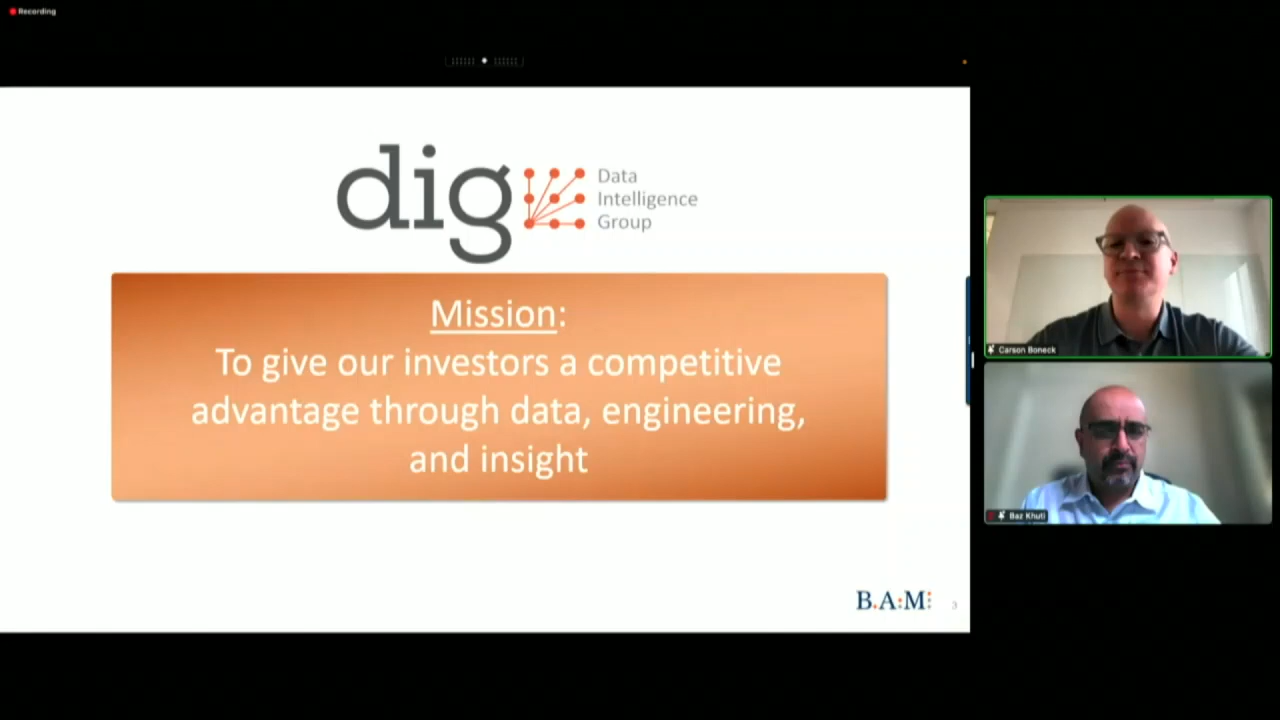 Recording
dig
Data
Intelligence
Group
Mission:
To give our investors a competitive
advantage through data, engineering,
and insight
B.A.M
3
Carson Boneck
Baz Khuti